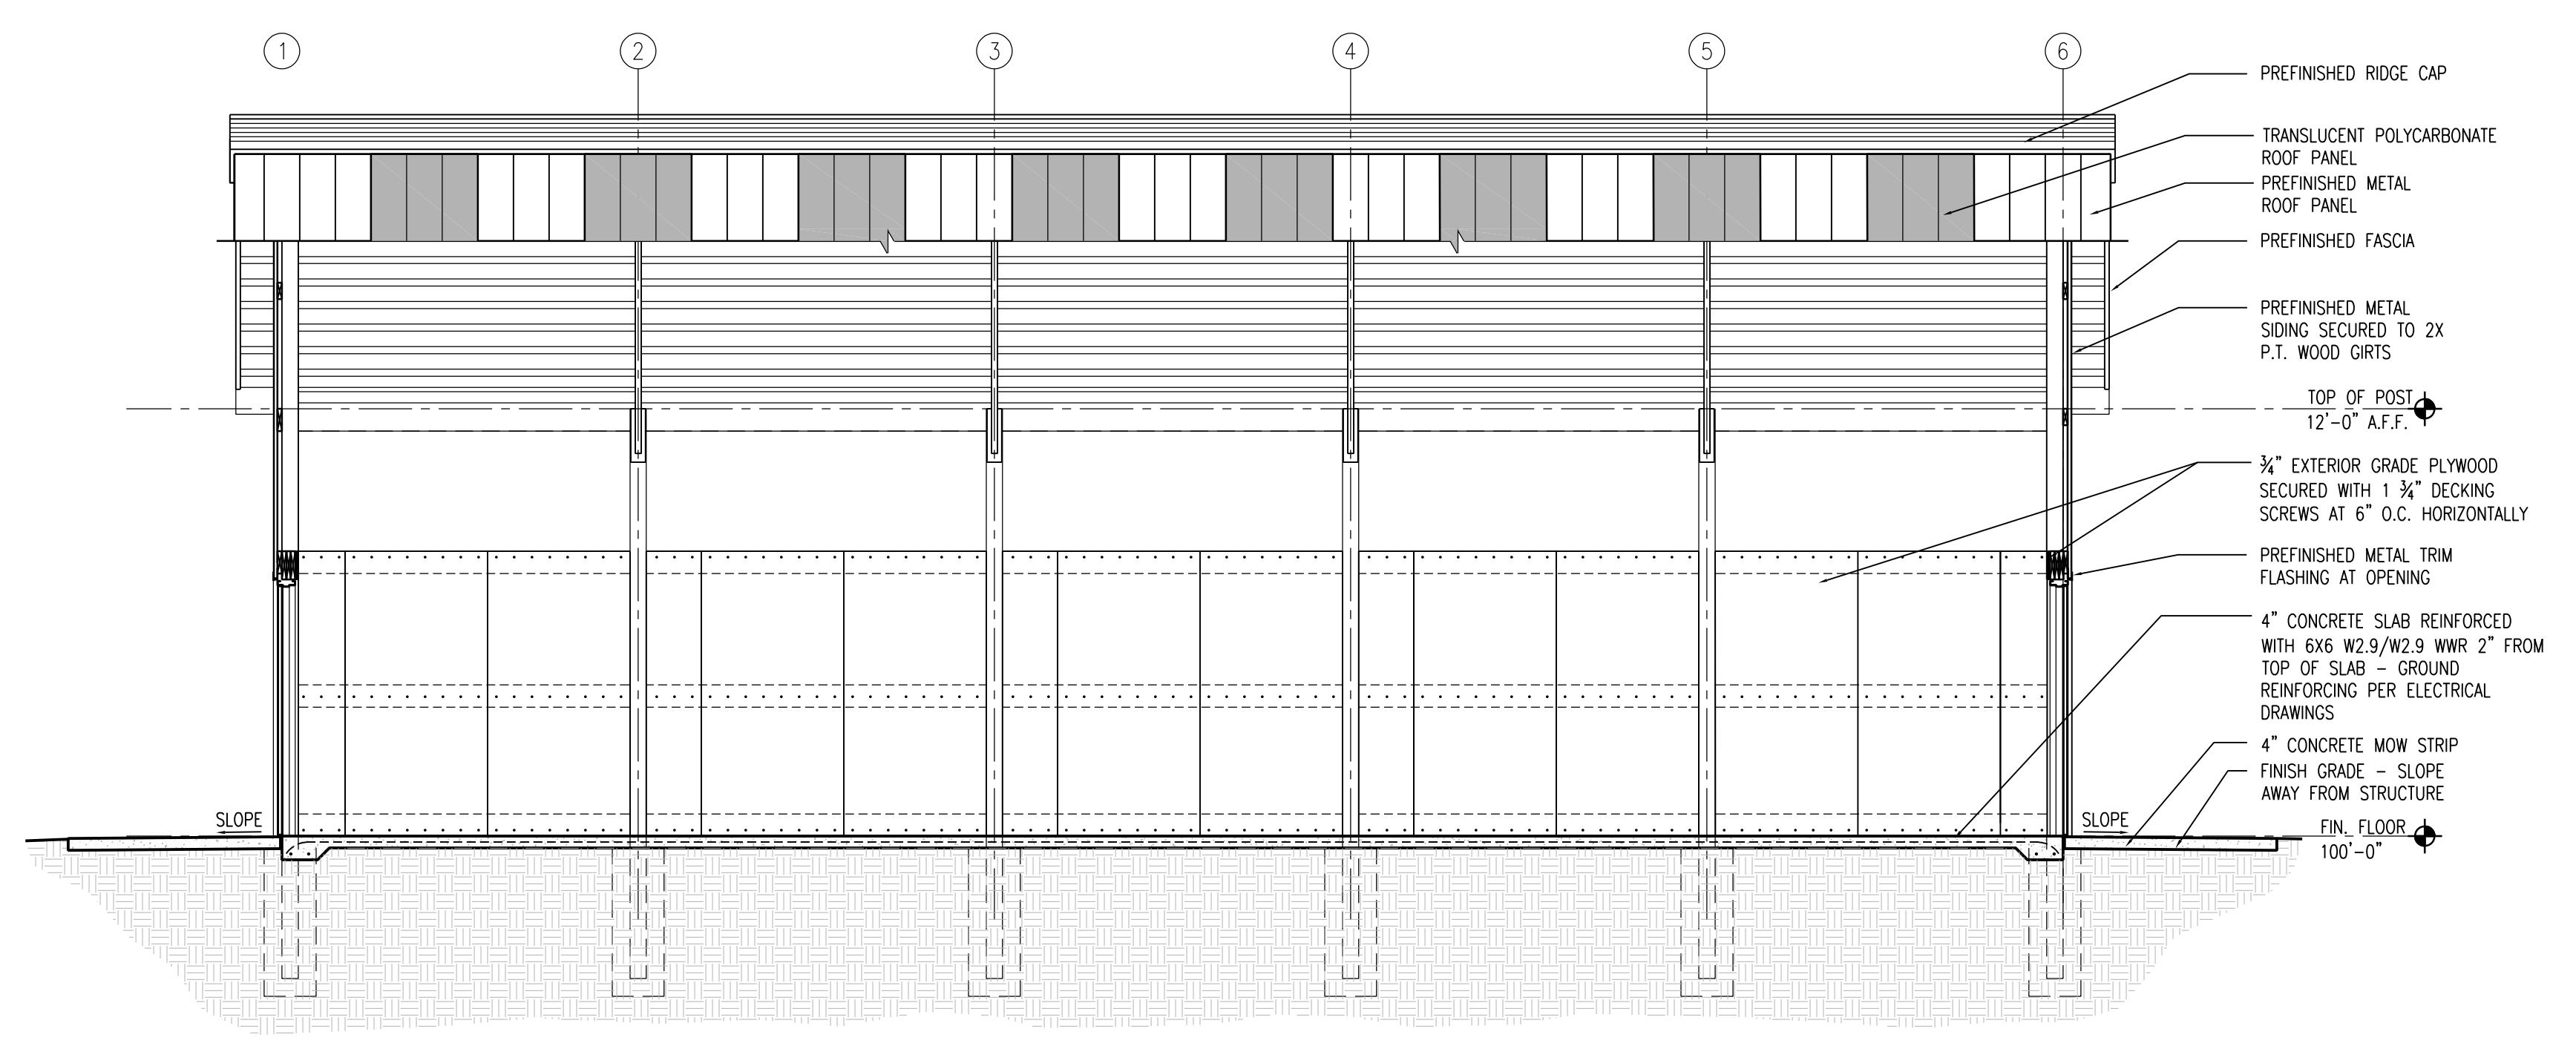 1 2 3 4 5 6
PREFINISHED RIDGE CAP
TRANSLUCENT POLYCARBONATE
ROOF PANEL
PREFINISHED METAL
ROOF PANEL
PREFINISHED FASCIA
PREFINISHED METAL
SIDING SECURED TO 2X
P.T. WOOD GIRTS
TOP OF POST
12'-0" A.F.F.
¾" EXTERIOR GRADE PLYWOOD
SECURED WITH 1 ¾" DECKING
SCREWS AT 6" O.C. HORIZONTALLY
PREFINISHED METAL TRIM
FLASHING AT OPENING
4" CONCRETE SLAB REINFORCED
WITH 6X6 W2.9/W2.9 WWR 2" FROM
TOP OF SLAB - GROUND
REINFORCING PER ELECTRICAL
DRAWINGS
4" CONCRETE MOW STRIP
FINISH GRADE - SLOPE
AWAY FROM STRUCTURE
SLOPE
SLOPE
FIN. FLOOR
100'-0"